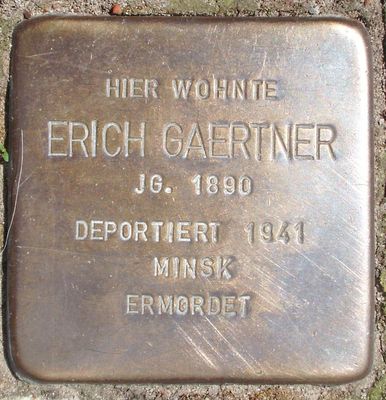 HIER WOHNTE
ERICH GAERTNER
JG. 1890
DEPORTIERT 1941
MINSK
ERMORDET